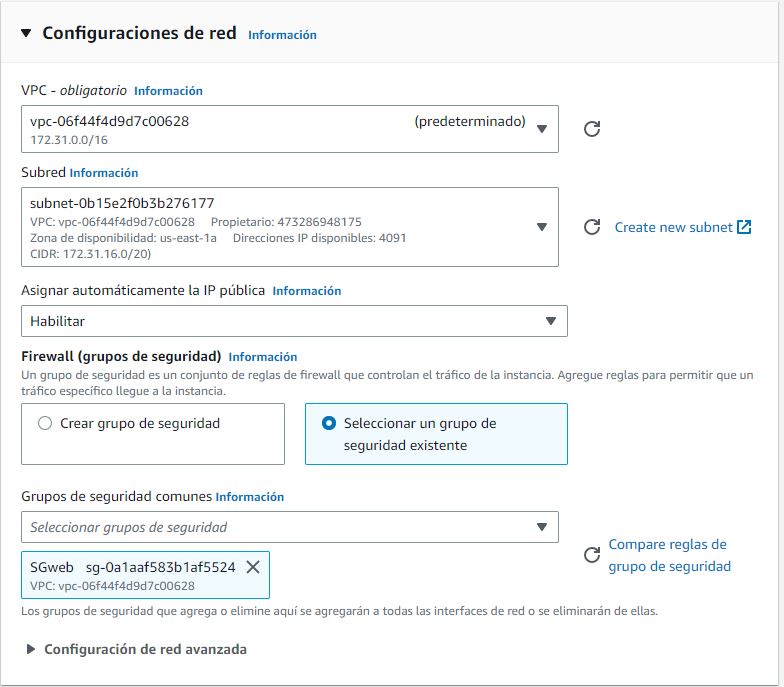 Configuraciones de red Información
VPC - obligatorio Información
vpc-06f44f4d9d7c00628 (predeterminado)
172.31.0.0/16
Subred Información
subnet-0b15e2f0b3b276177
VPC: vpc-06f44f4d9d7c00628 Propietario: 473286948175
Zona de disponibilidad: us-east-1a Direcciones IP disponibles: 4091
CIDR: 172.31.16.0/20)
Create new subnet
Asignar automáticamente la IP pública Información
Habilitar
Firewall (grupos de seguridad) Información
Un grupo de seguridad es un conjunto de reglas de firewall que controlan el tráfico de la instancia. Agregue reglas para permitir que un
tráfico específico llegue a la instancia.
Crear grupo de seguridad
Seleccionar un grupo de
seguridad existente
Grupos de seguridad comunes Información
Seleccionar grupos de seguridad
SGweb sg-0a1aaf583b1af5524
VPC: vpc-06f44f4d9d7c00628
Compare reglas de
grupo de seguridad
Los grupos de seguridad que agrega o elimine aquí se agregarán a todas las interfaces de red o se eliminarán de ellas.
Configuración de red avanzada